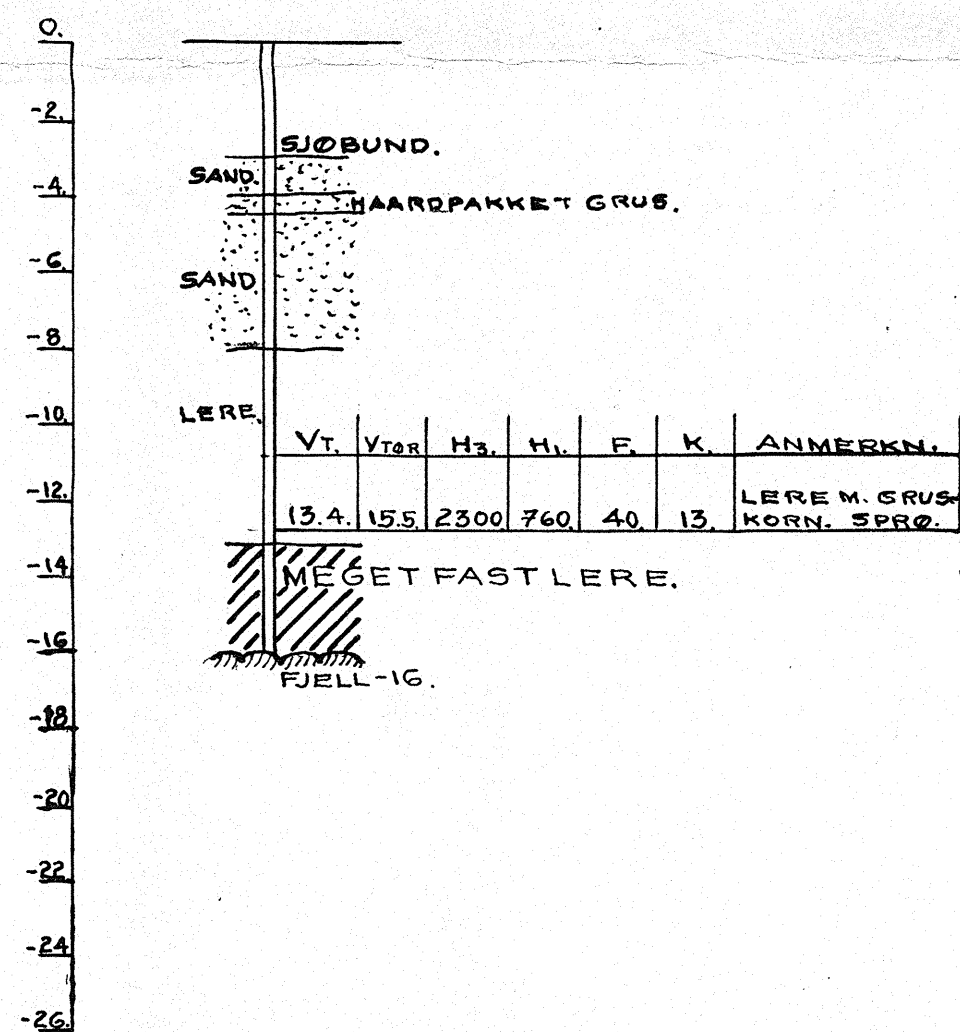 0.
-2.
SJØBUND.
SAND.
-4.
HAARDPAKKET GRUS.
-6.
SAND
-8.
-10.
LERE.
VT. VTØR H3. H1. F. K. ANMERKN.
-12.
LERE M. GRUS-
13.4. 15.5. 2300 760. 40. 13. KORN. SPRØ.
-14
MEGET FAST LERE.
-16
FJELL-16.
-18
-20
-22
-24
-26.